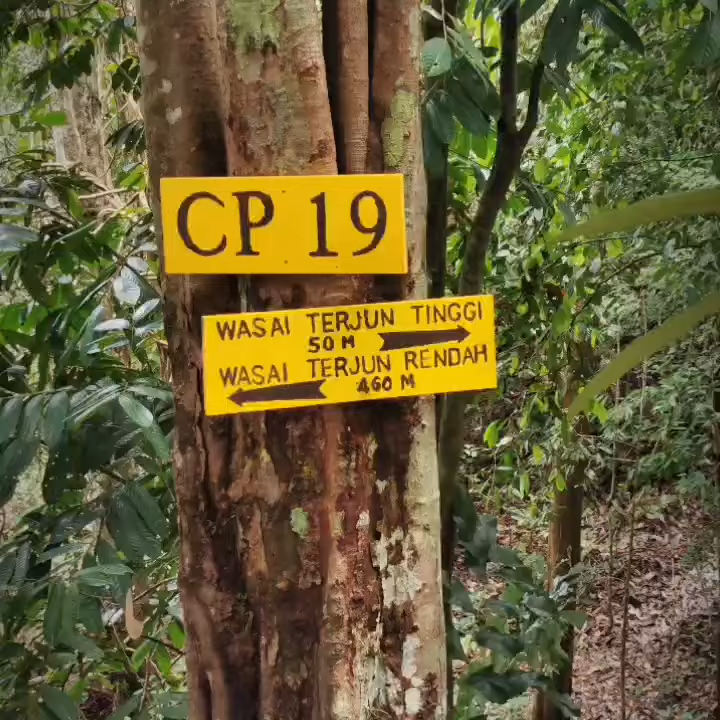 CP 19
WASAI TERJUN TINGGI
50 M
WASAI TERJUN RENDAH
460 M